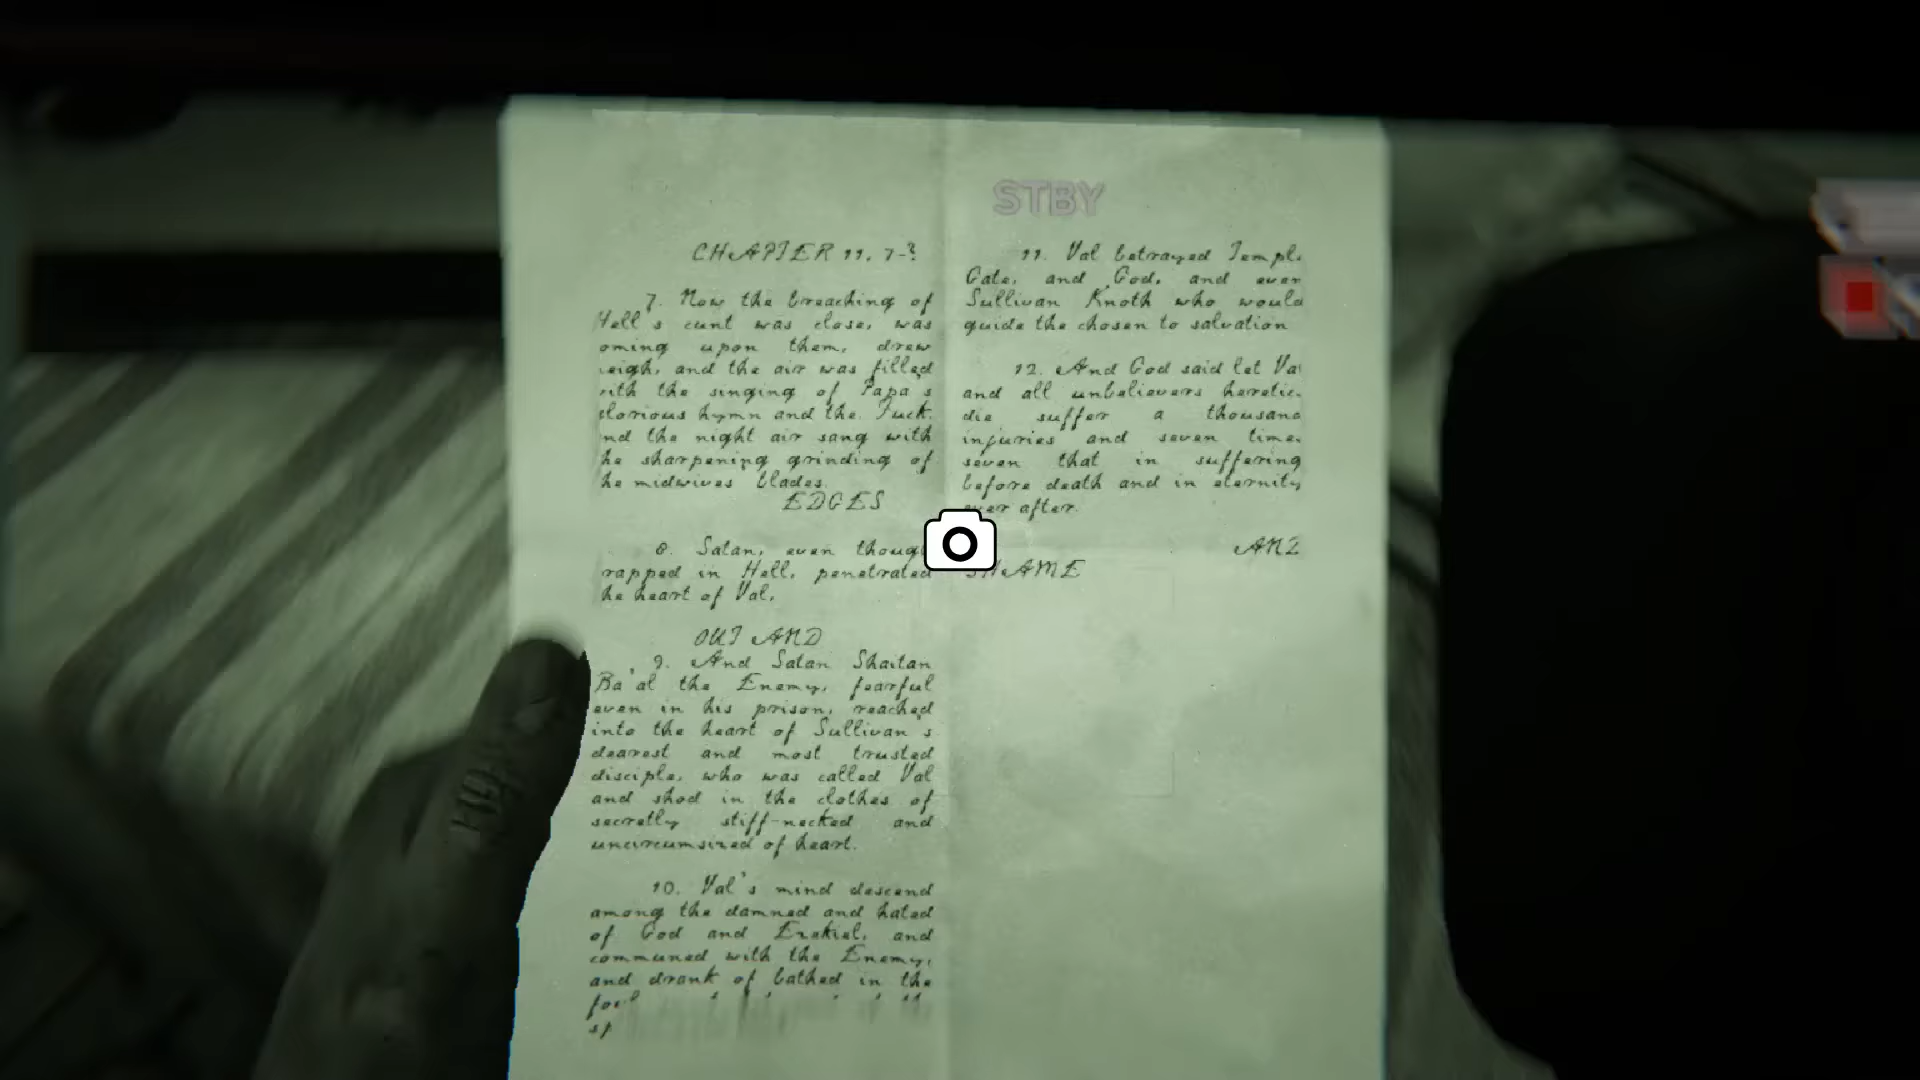 STBY
CHAPTER 11, 7-?
7. Now the breaching of
Hell's cunt was close, was
oming upon them, drew
eigh, and the air was filled
ith the singing of Papa s
lorious hymn and the Fuck.
nd the night air sang with
he sharpening grinding of
he midwives blades.
EDGES
8. Satan, even thoug
rapped in Hell, penetrated
he heart of Val,
OUT AND
9. And Satan Shaitan
Ba'al the Enemy, fearful
even in his prison, reached
into the heart of Sullivan s
dearest and most trusted
disciple, who was called Val
and shod in the clothes of
secretly stiff-necked and
uncircumsized of heart.
10. Val's mind descend
among the damned and hated
of God and Ezekiel, and
communed with the Enemy,
and drank of bathed in the
11. Val betrayed Templ
Gate, and God, and even
Sullivan Knoth who would
guide the chosen to salvation
12. And God said let Val
and all unbelievers heretic
die suffer a thousand
injuries and seven time
seven that in suffering
before death and in eternity
ever after.
AND
SHAME